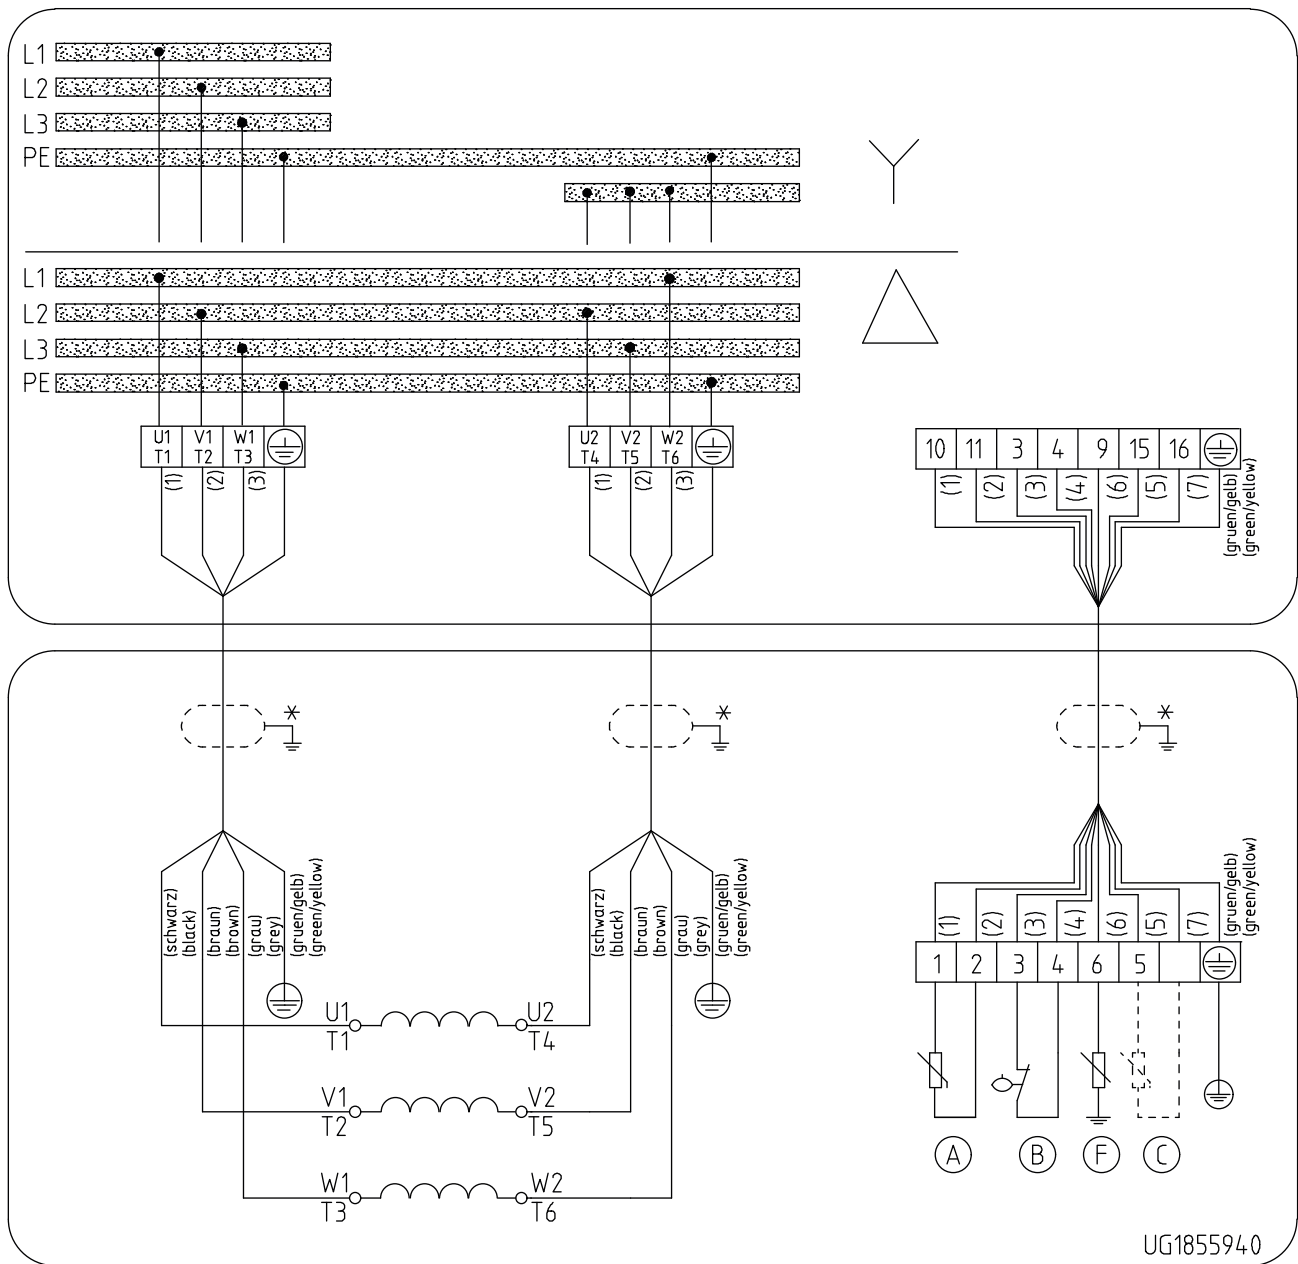 L1
L2
L3
PE
L1
L2
L3
PE
U1 V1 W1
T1 T2 T3
(1) (2) (3)
U2 V2 W2
T4 T5 T6
(1) (2) (3)
10 11 3 4 9 15 16
(1) (2) (3) (4) (6) (5) (7)
(gruen/gelb)
(green/yellow)
* * *
(schwarz)
(black)
(braun)
(brown)
(grau)
(grey)
(gruen/gelb)
(green/yellow)
(schwarz)
(black)
(braun)
(brown)
(grau)
(grey)
(gruen/gelb)
(green/yellow)
(1) (2) (3) (4) (6) (5) (7)
(gruen/gelb)
(green/yellow)
1 2 3 4 6 5
U1 U2
T1 T4
V1 V2
T2 T5
W1 W2
T3 T6
A B F C
UG1855940